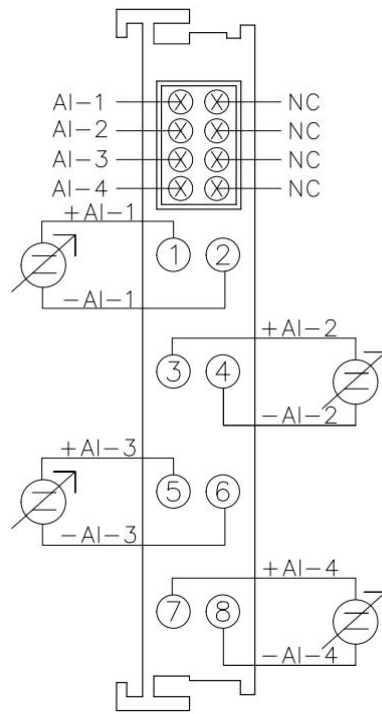 AI-1 NC
AI-2 NC
AI-3 NC
AI-4 NC
+AI-1
1 2
-AI-1
+AI-2
3 4
-AI-2
+AI-3
5 6
-AI-3
+AI-4
7 8
-AI-4